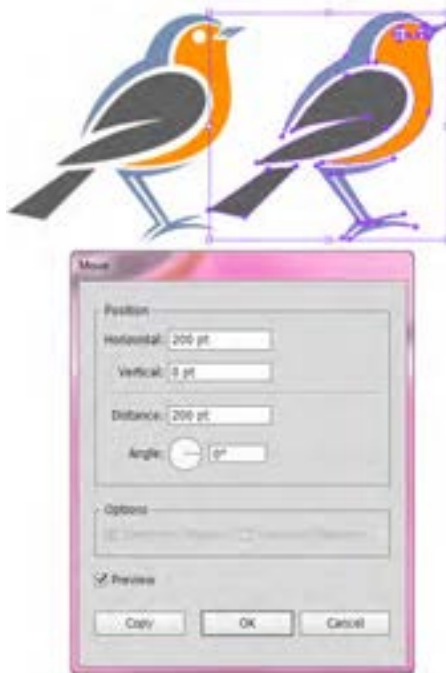 Move
Position
Horizontal: 200 pt
Vertical: 0 pt
Distance: 200 pt
Angle: 0°
Options
Preview
Copy OK Cancel